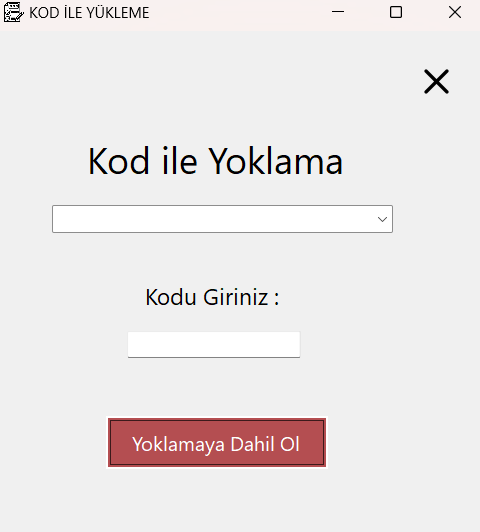 KOD İLE YÜKLEME
Kod ile Yoklama
Kodu Giriniz :
Yoklamaya Dahil Ol